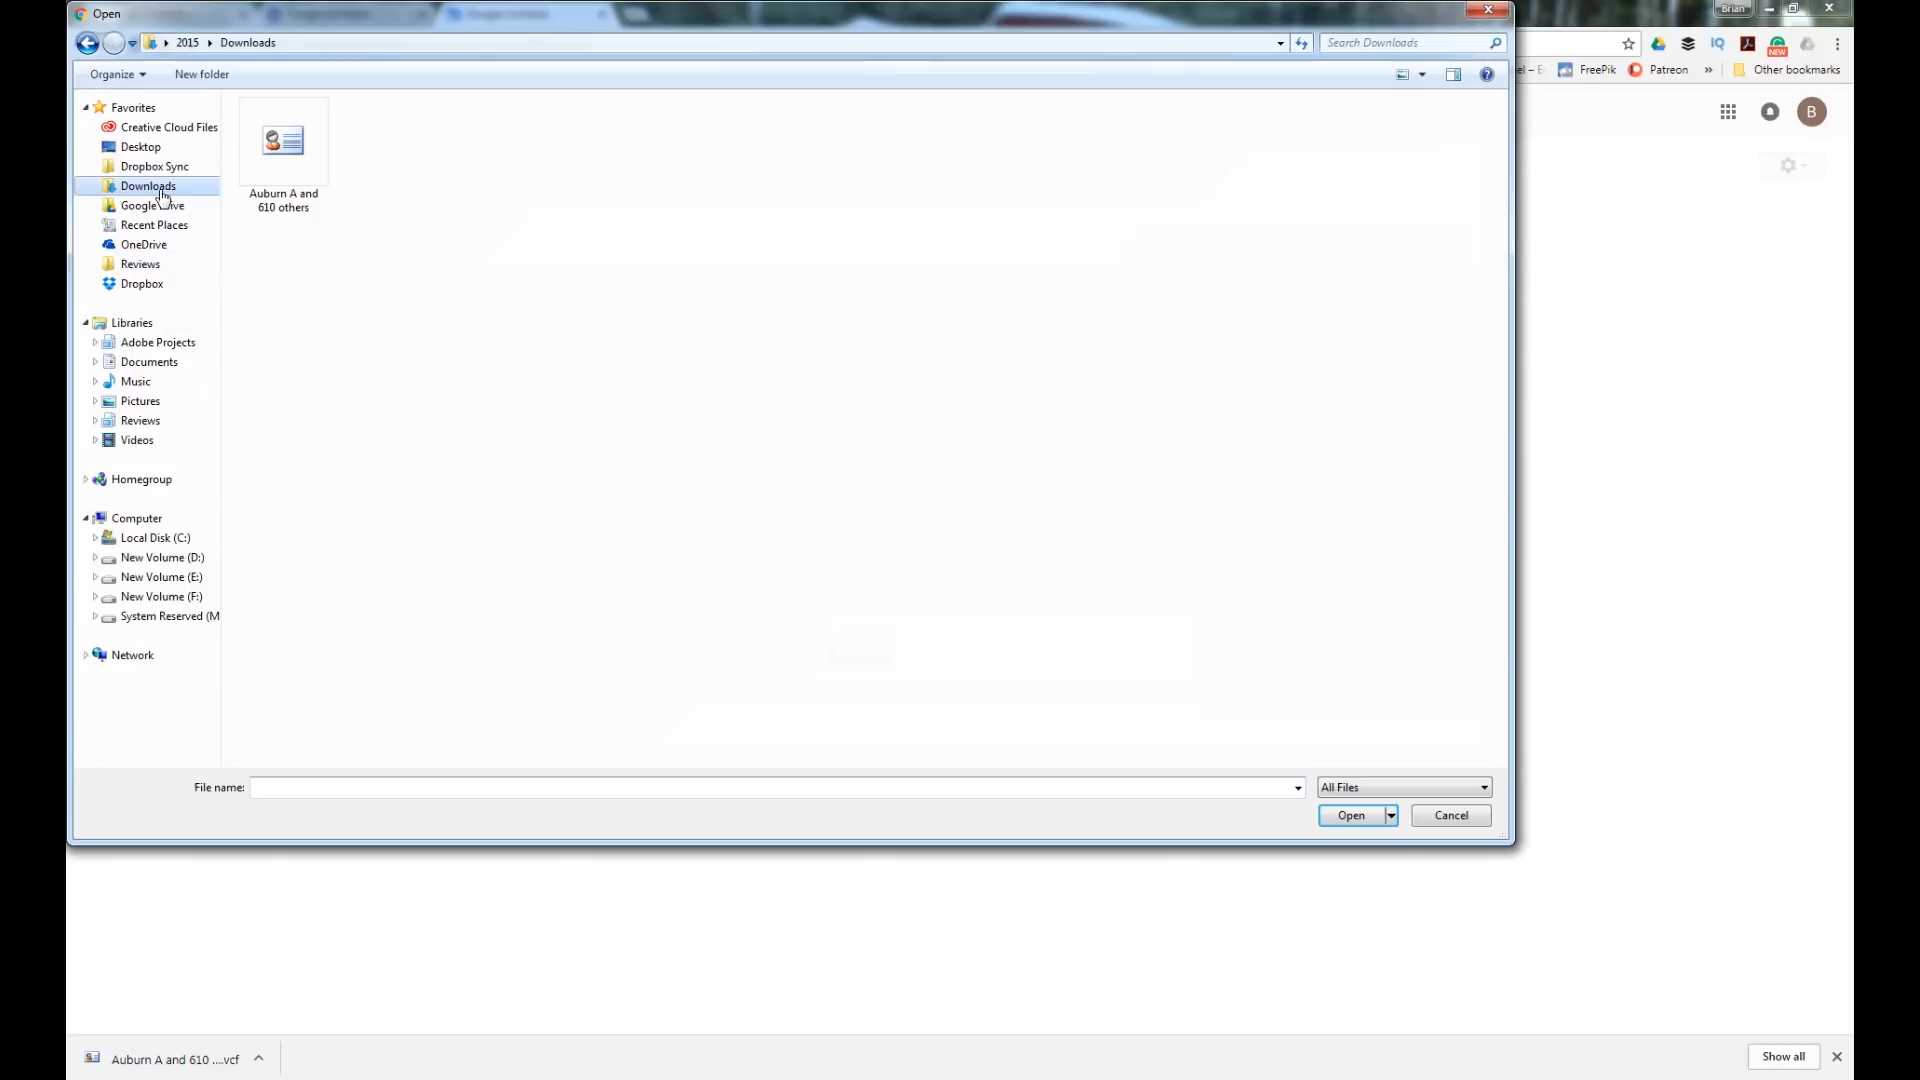 Open
Brian
2015 Downloads
Search Downloads
Organize
New folder
NEW
FreePik
Patreon
»
Other bookmarks
B
Favorites
Creative Cloud Files
Desktop
Dropbox Sync
Downloads
Google
Recent Places
OneDrive
Reviews
Dropbox
Auburn A and
610 others
Libraries
Adobe Projects
Documents
Music
Pictures
Reviews
Videos
Homegroup
Computer
Local Disk (C:)
New Volume (D:)
New Volume (E:)
New Volume (F:)
System Reserved (M
Network
File name:
All Files
Open
Cancel
Auburn A and 610 ....vcf
Show all